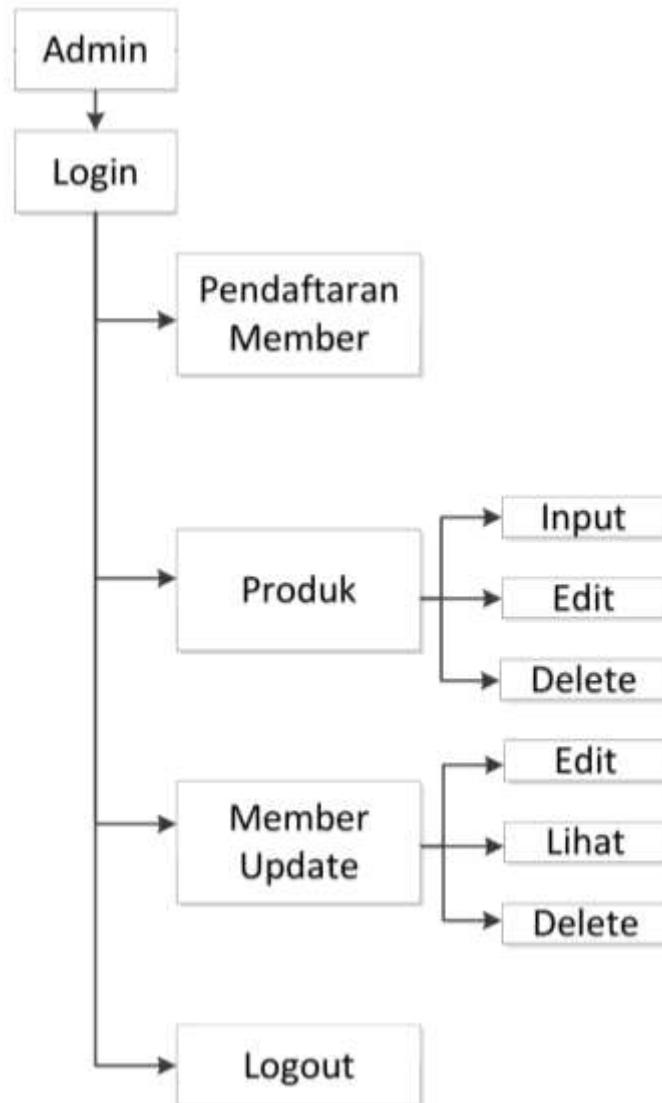 Admin
Login
Pendaftaran
Member
Produk
Input
Edit
Delete
Member
Update
Edit
Lihat
Delete
Logout